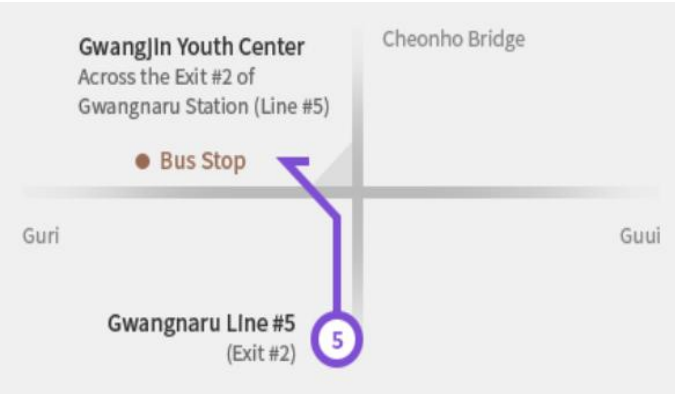 GwangJin Youth Center
Across the Exit #2 of
Gwangnaru Station (Line #5)
Cheonho Bridge
Bus Stop
Guri
Guui
Gwangnaru Line #5
(Exit #2)
5